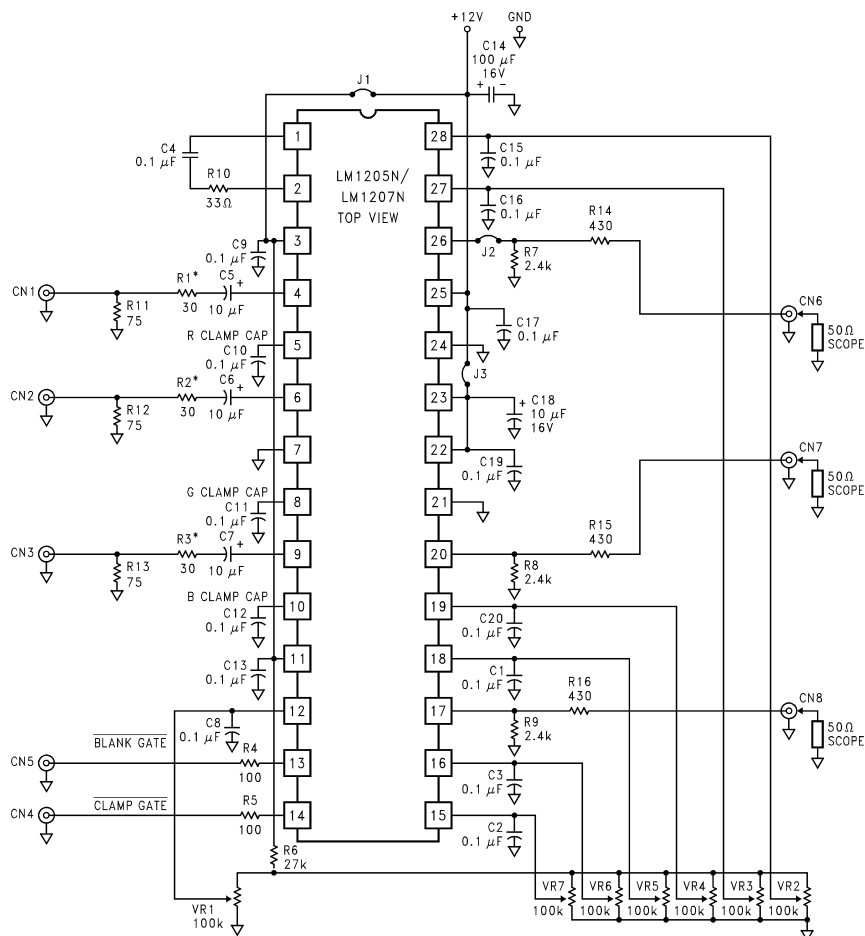 +12V
GND
C14
100 μF
16V
+
−
J1
C4
0.1 μF
R10
33Ω
1
2
3
4
5
6
7
8
9
10
11
12
13
14
LM1205N/
LM1207N
TOP VIEW
28
27
26
25
24
23
22
21
20
19
18
17
16
15
C15
0.1 μF
C16
0.1 μF
R14
430
J2
R7
2.4k
C9
0.1 μF
CN1
R11
75
R1*
30
C5
+
10 μF
R CLAMP CAP
C10
0.1 μF
CN2
R12
75
R2*
30
C6
+
10 μF
G CLAMP CAP
C11
0.1 μF
CN3
R13
75
R3*
30
C7
+
10 μF
B CLAMP CAP
C12
0.1 μF
C13
0.1 μF
C8
0.1 μF
BLANK GATE
CN5
R4
100
CLAMP GATE
CN4
R5
100
R6
27k
VR1
100k
CN6
50Ω
SCOPE
C17
0.1 μF
J3
+
C18
10 μF
16V
C19
0.1 μF
CN7
50Ω
SCOPE
R15
430
R8
2.4k
C20
0.1 μF
C1
0.1 μF
R16
430
R9
2.4k
CN8
50Ω
SCOPE
C3
0.1 μF
C2
0.1 μF
VR7
100k
VR6
100k
VR5
100k
VR4
100k
VR3
100k
VR2
100k